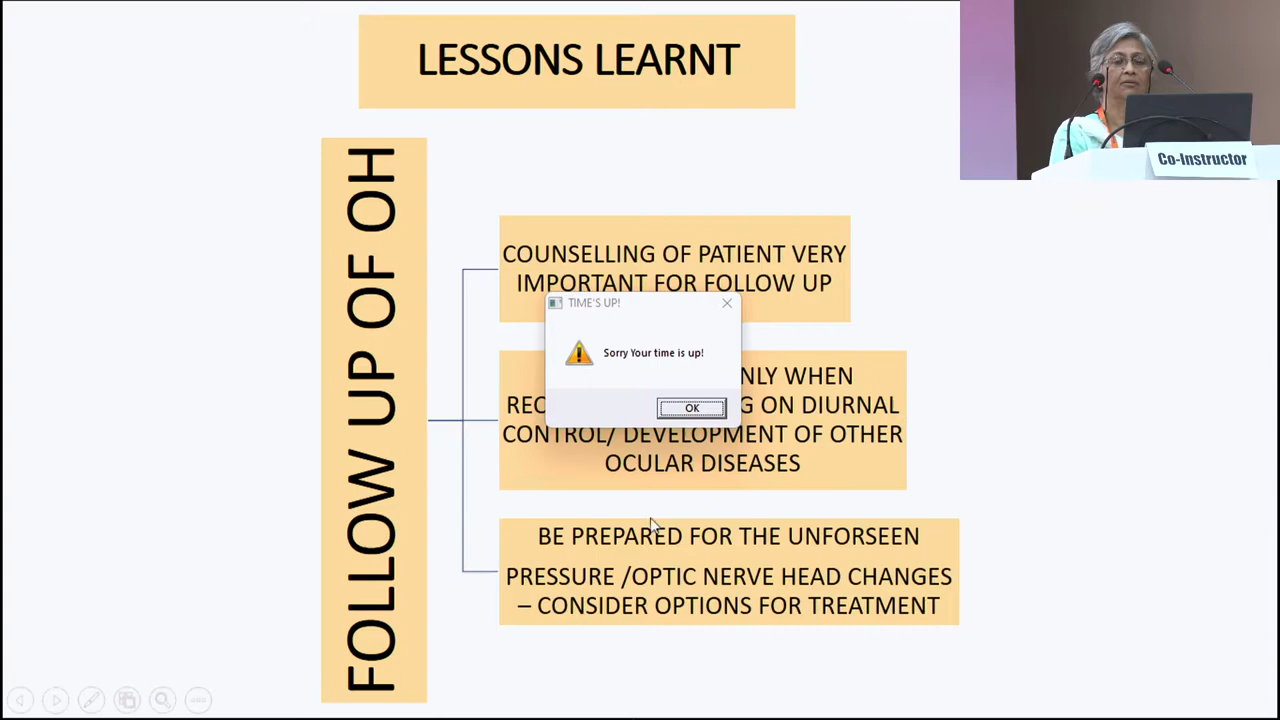 LESSONS LEARNT
Co-Instructor
FOLLOW UP OF OH
COUNSELLING OF PATIENT VERY
IMPORTANT FOR FOLLOW UP
TIME'S UP!
Sorry Your time is up!
OK
WHEN
ON DIURNAL
CONTROL/ DEVELOPMENT OF OTHER
OCULAR DISEASES
BE PREPARED FOR THE UNFORSEEN
PRESSURE /OPTIC NERVE HEAD CHANGES
– CONSIDER OPTIONS FOR TREATMENT